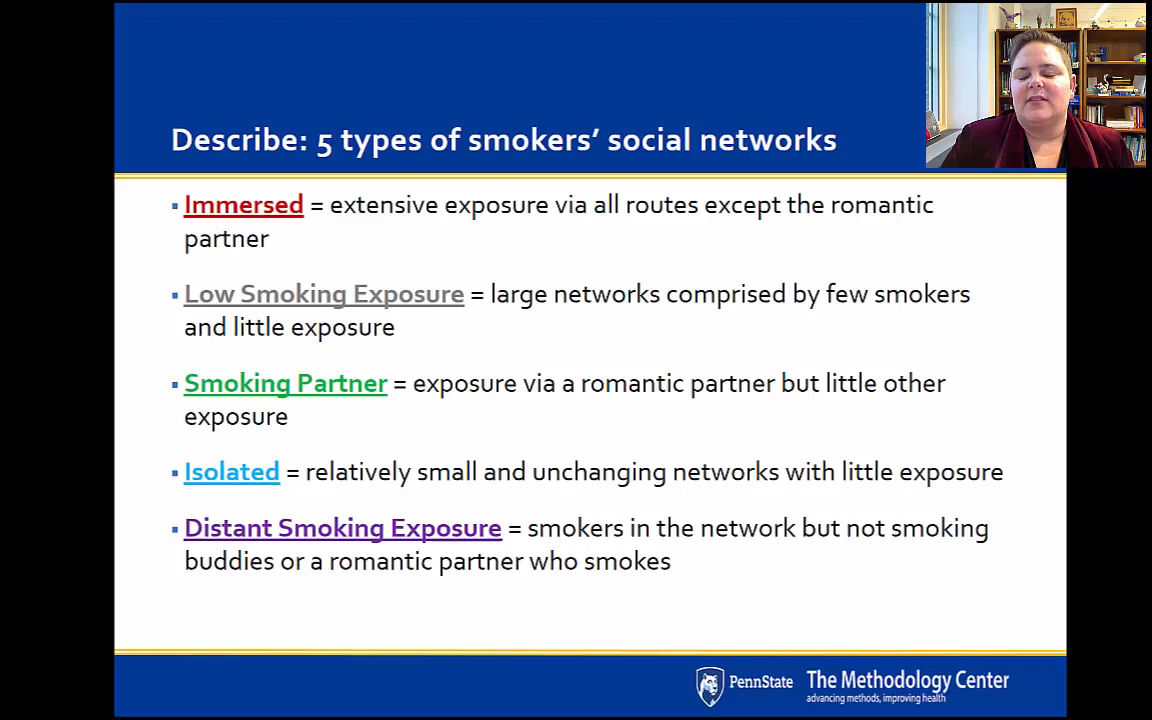 Describe: 5 types of smokers' social networks
▪ Immersed = extensive exposure via all routes except the romantic
partner
▪ Low Smoking Exposure = large networks comprised by few smokers
and little exposure
▪ Smoking Partner = exposure via a romantic partner but little other
exposure
▪ Isolated = relatively small and unchanging networks with little exposure
▪ Distant Smoking Exposure = smokers in the network but not smoking
buddies or a romantic partner who smokes
PennState The Methodology Center
advancing methods, improving health